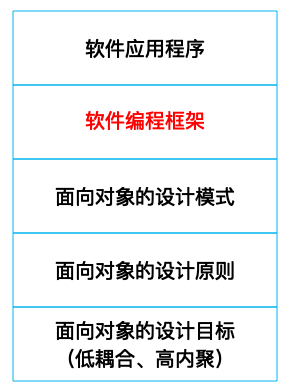 软件应用程序
软件编程框架
面向对象的设计模式
面向对象的设计原则
面向对象的设计目标
（低耦合、高内聚）